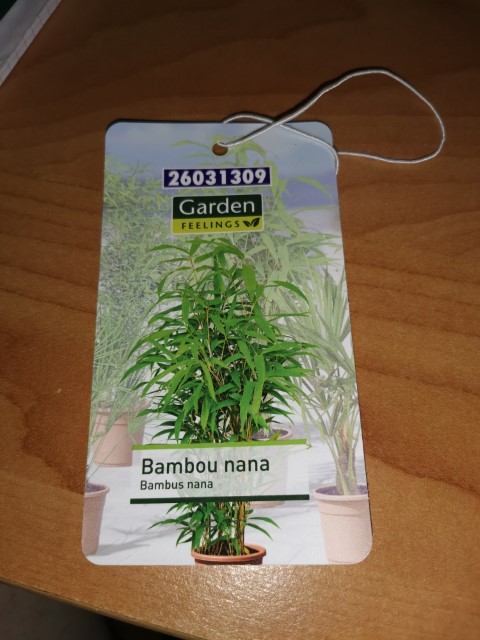 26031309
Garden
FEELINGS
Bambou nana
Bambus nana